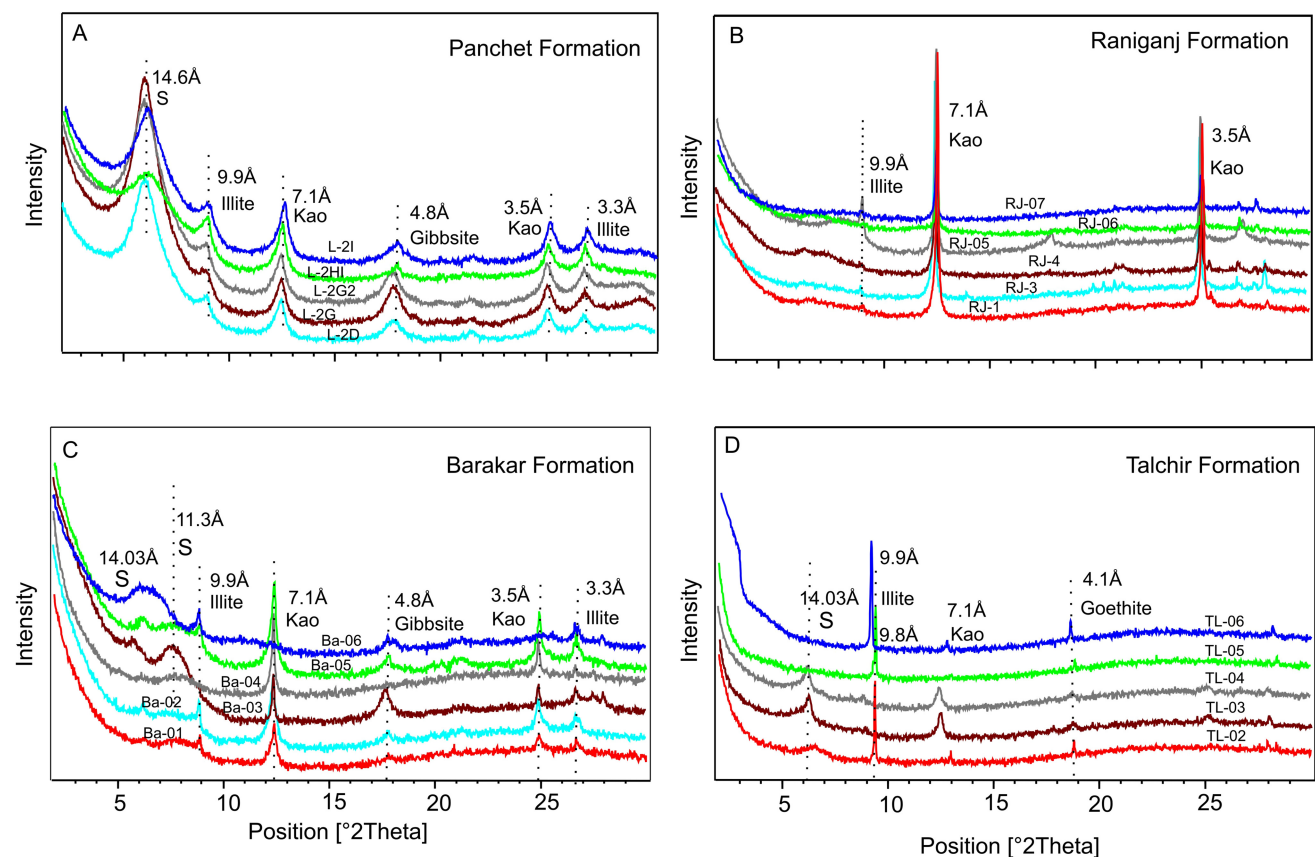 A
Panchet Formation
14.6Å
S
9.9Å
Illite
7.1Å
Kao
4.8Å
Gibbsite
3.5Å
Kao
3.3Å
Illite
L-2I
L-2HI
L-2G2
L-2G
L-2D
Intensity
B
Raniganj Formation
9.9Å
Illite
7.1Å
Kao
3.5Å
Kao
RJ-07
RJ-06
RJ-05
RJ-4
RJ-3
RJ-1
Intensity
C
Barakar Formation
14.03Å
S
11.3Å
S
9.9Å
Illite
7.1Å
Kao
4.8Å
Gibbsite
3.5Å
Kao
3.3Å
Illite
Ba-06
Ba-05
Ba-04
Ba-02
Ba-03
Ba-01
Intensity
5
10
15
20
25
Position [°2Theta]
D
Talchir Formation
14.03Å
S
9.9Å
Illite
9.8Å
7.1Å
Kao
4.1Å
Goethite
TL-06
TL-05
TL-04
TL-03
TL-02
Intensity
5
10
15
20
25
Position [°2Theta]